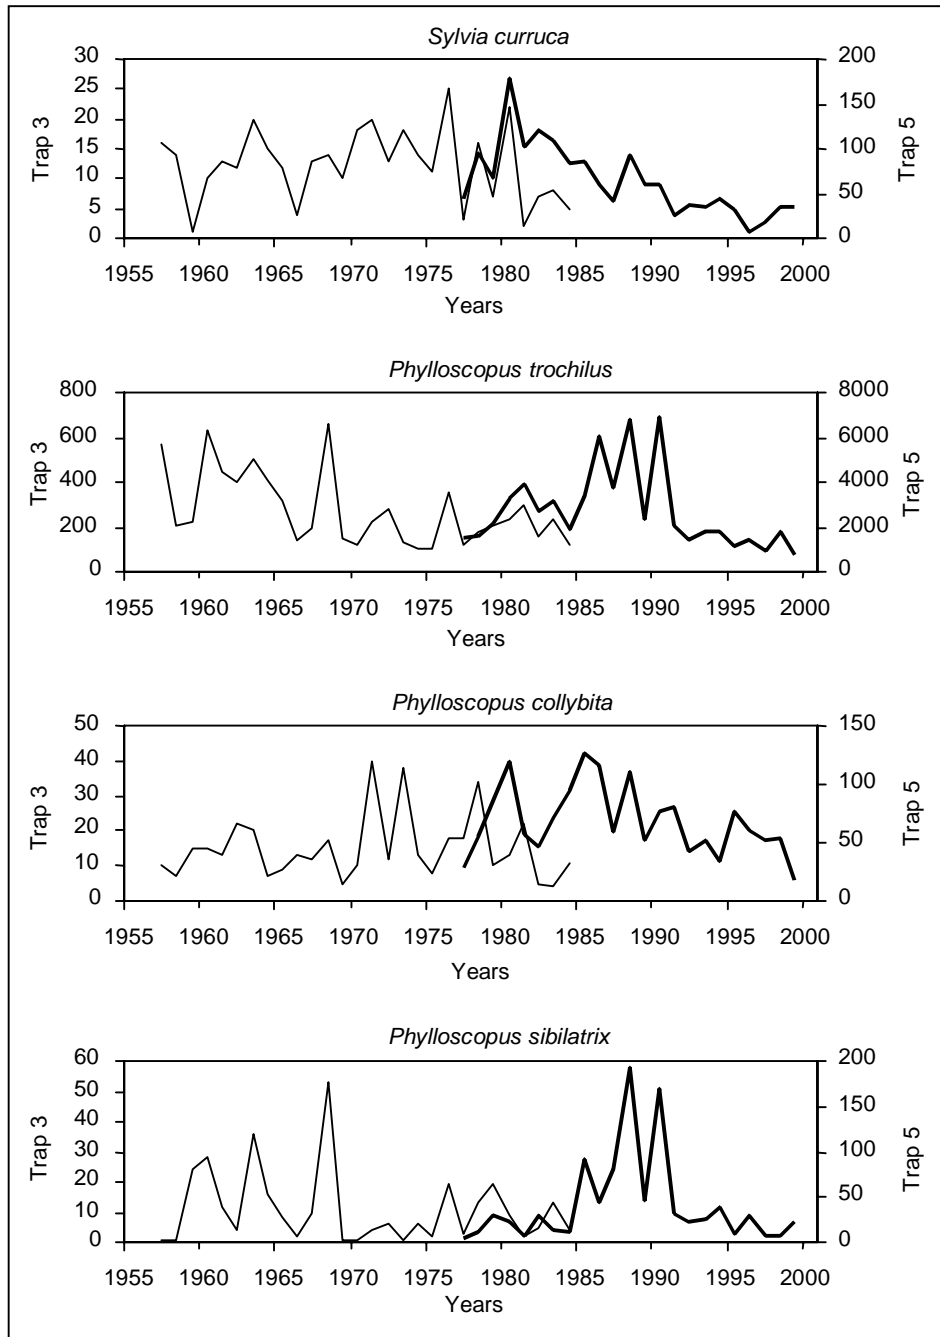 Sylvia curruca
30 200
25
20 150
15 100
10
5 50
0 0
Trap 3
Trap 5
1955 1960 1965 1970 1975 1980 1985 1990 1995 2000
Years
Phylloscopus trochilus
800 8000
600 6000
400 4000
200 2000
0 0
Trap 3
Trap 5
1955 1960 1965 1970 1975 1980 1985 1990 1995 2000
Years
Phylloscopus collybita
50 150
40
30 100
20
10 50
0 0
Trap 3
Trap 5
1955 1960 1965 1970 1975 1980 1985 1990 1995 2000
Years
Phylloscopus sibilatrix
60 200
50
40 150
30 100
20
10 50
0 0
Trap 3
Trap 5
1955 1960 1965 1970 1975 1980 1985 1990 1995 2000
Years